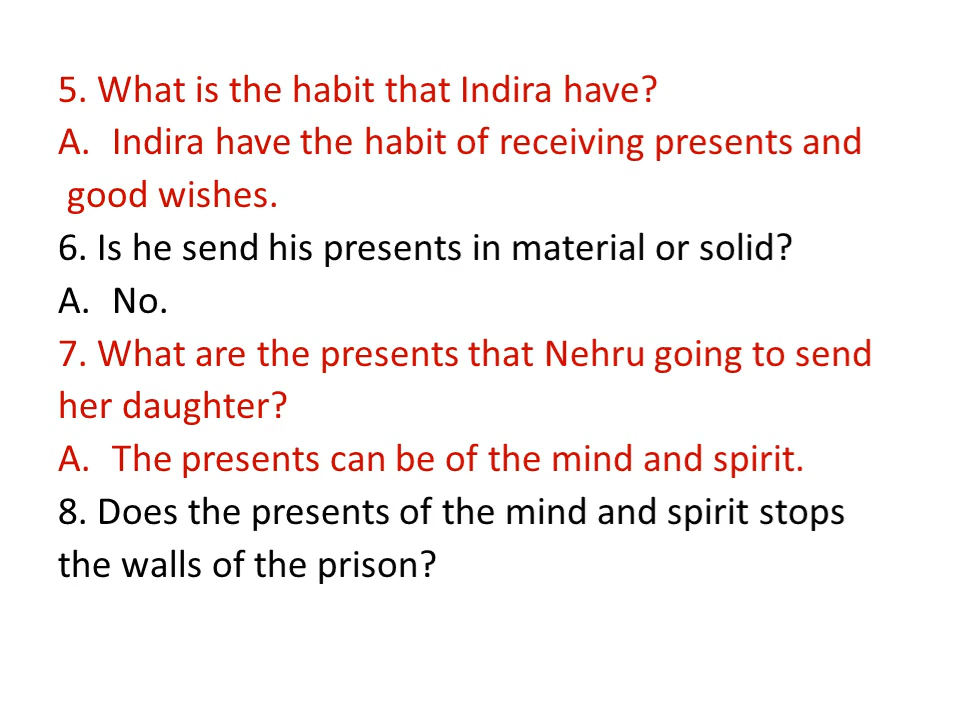 5. What is the habit that Indira have?
A. Indira have the habit of receiving presents and
good wishes.
6. Is he send his presents in material or solid?
A. No.
7. What are the presents that Nehru going to send
her daughter?
A. The presents can be of the mind and spirit.
8. Does the presents of the mind and spirit stops
the walls of the prison?